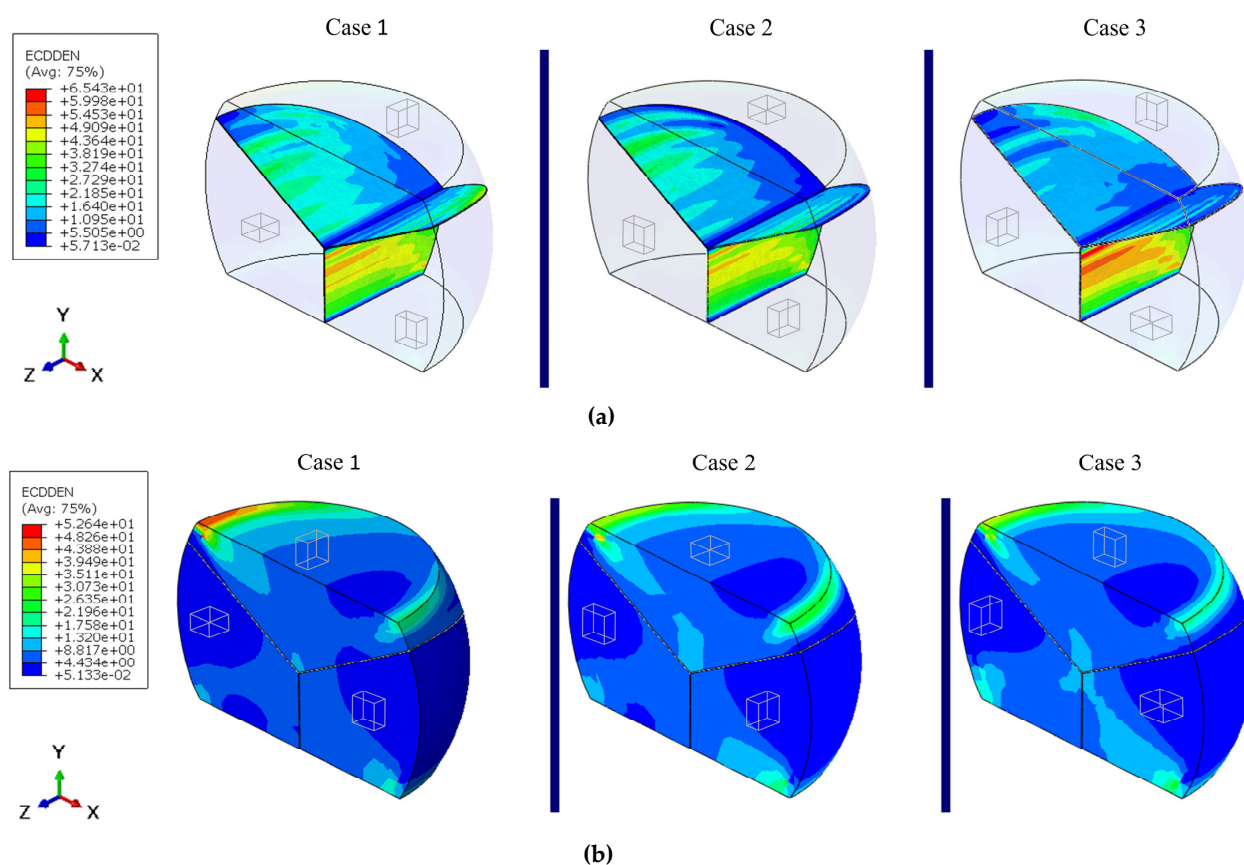 Case 1
Case 2
Case 3
ECDDEN
(Avg: 75%)
+6.543e+01
+5.998e+01
+5.453e+01
+4.909e+01
+4.364e+01
+3.819e+01
+3.274e+01
+2.729e+01
+2.185e+01
+1.640e+01
+1.095e+01
+5.505e+00
+5.713e-02
Y
Z
X
(a)
Case 1
Case 2
Case 3
ECDDEN
(Avg: 75%)
+5.264e+01
+4.826e+01
+4.388e+01
+3.949e+01
+3.511e+01
+3.073e+01
+2.635e+01
+2.196e+01
+1.758e+01
+1.320e+01
+8.817e+00
+4.434e+00
+5.133e-02
Y
Z
X
(b)